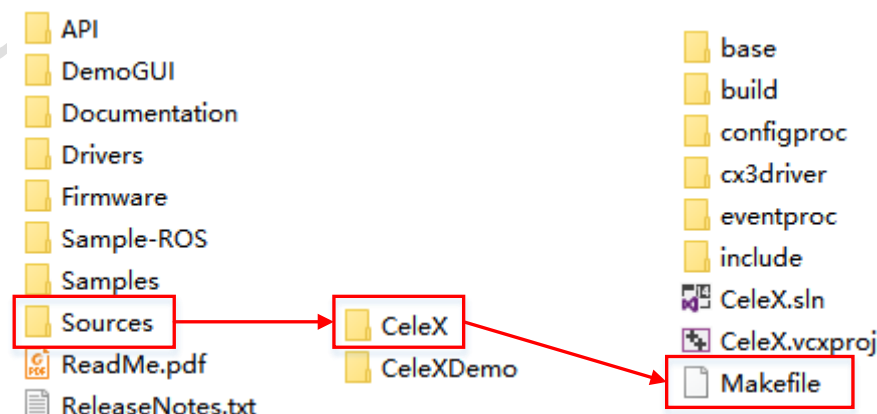 API
DemoGUI
Documentation
Drivers
Firmware
Sample-ROS
Samples
Sources
ReadMe.pdf
ReleaseNotes.txt
CeleX
CeleXDemo
base
build
configproc
cx3driver
eventproc
include
CeleX.sln
CeleX.vcxproj
Makefile